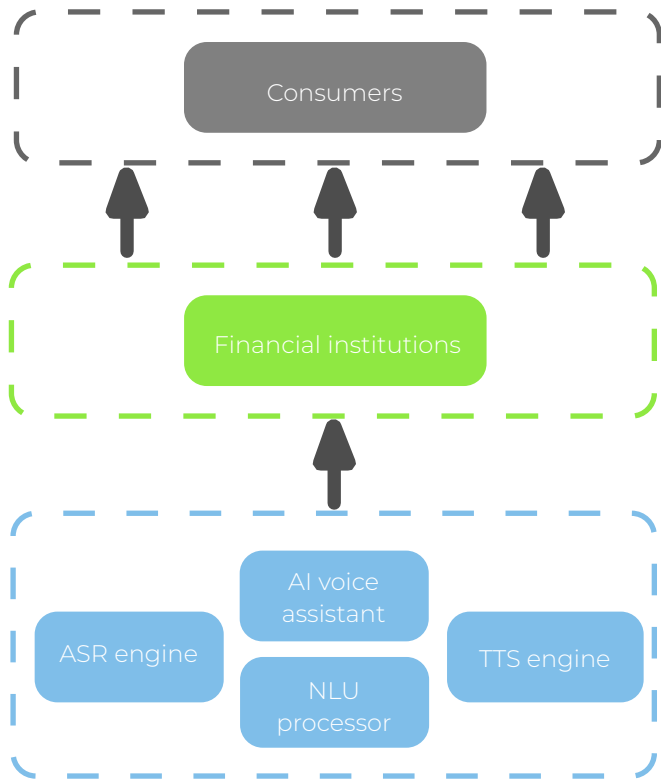 Consumers
Financial institutions
AI voice
assistant
ASR engine
TTS engine
NLU
processor